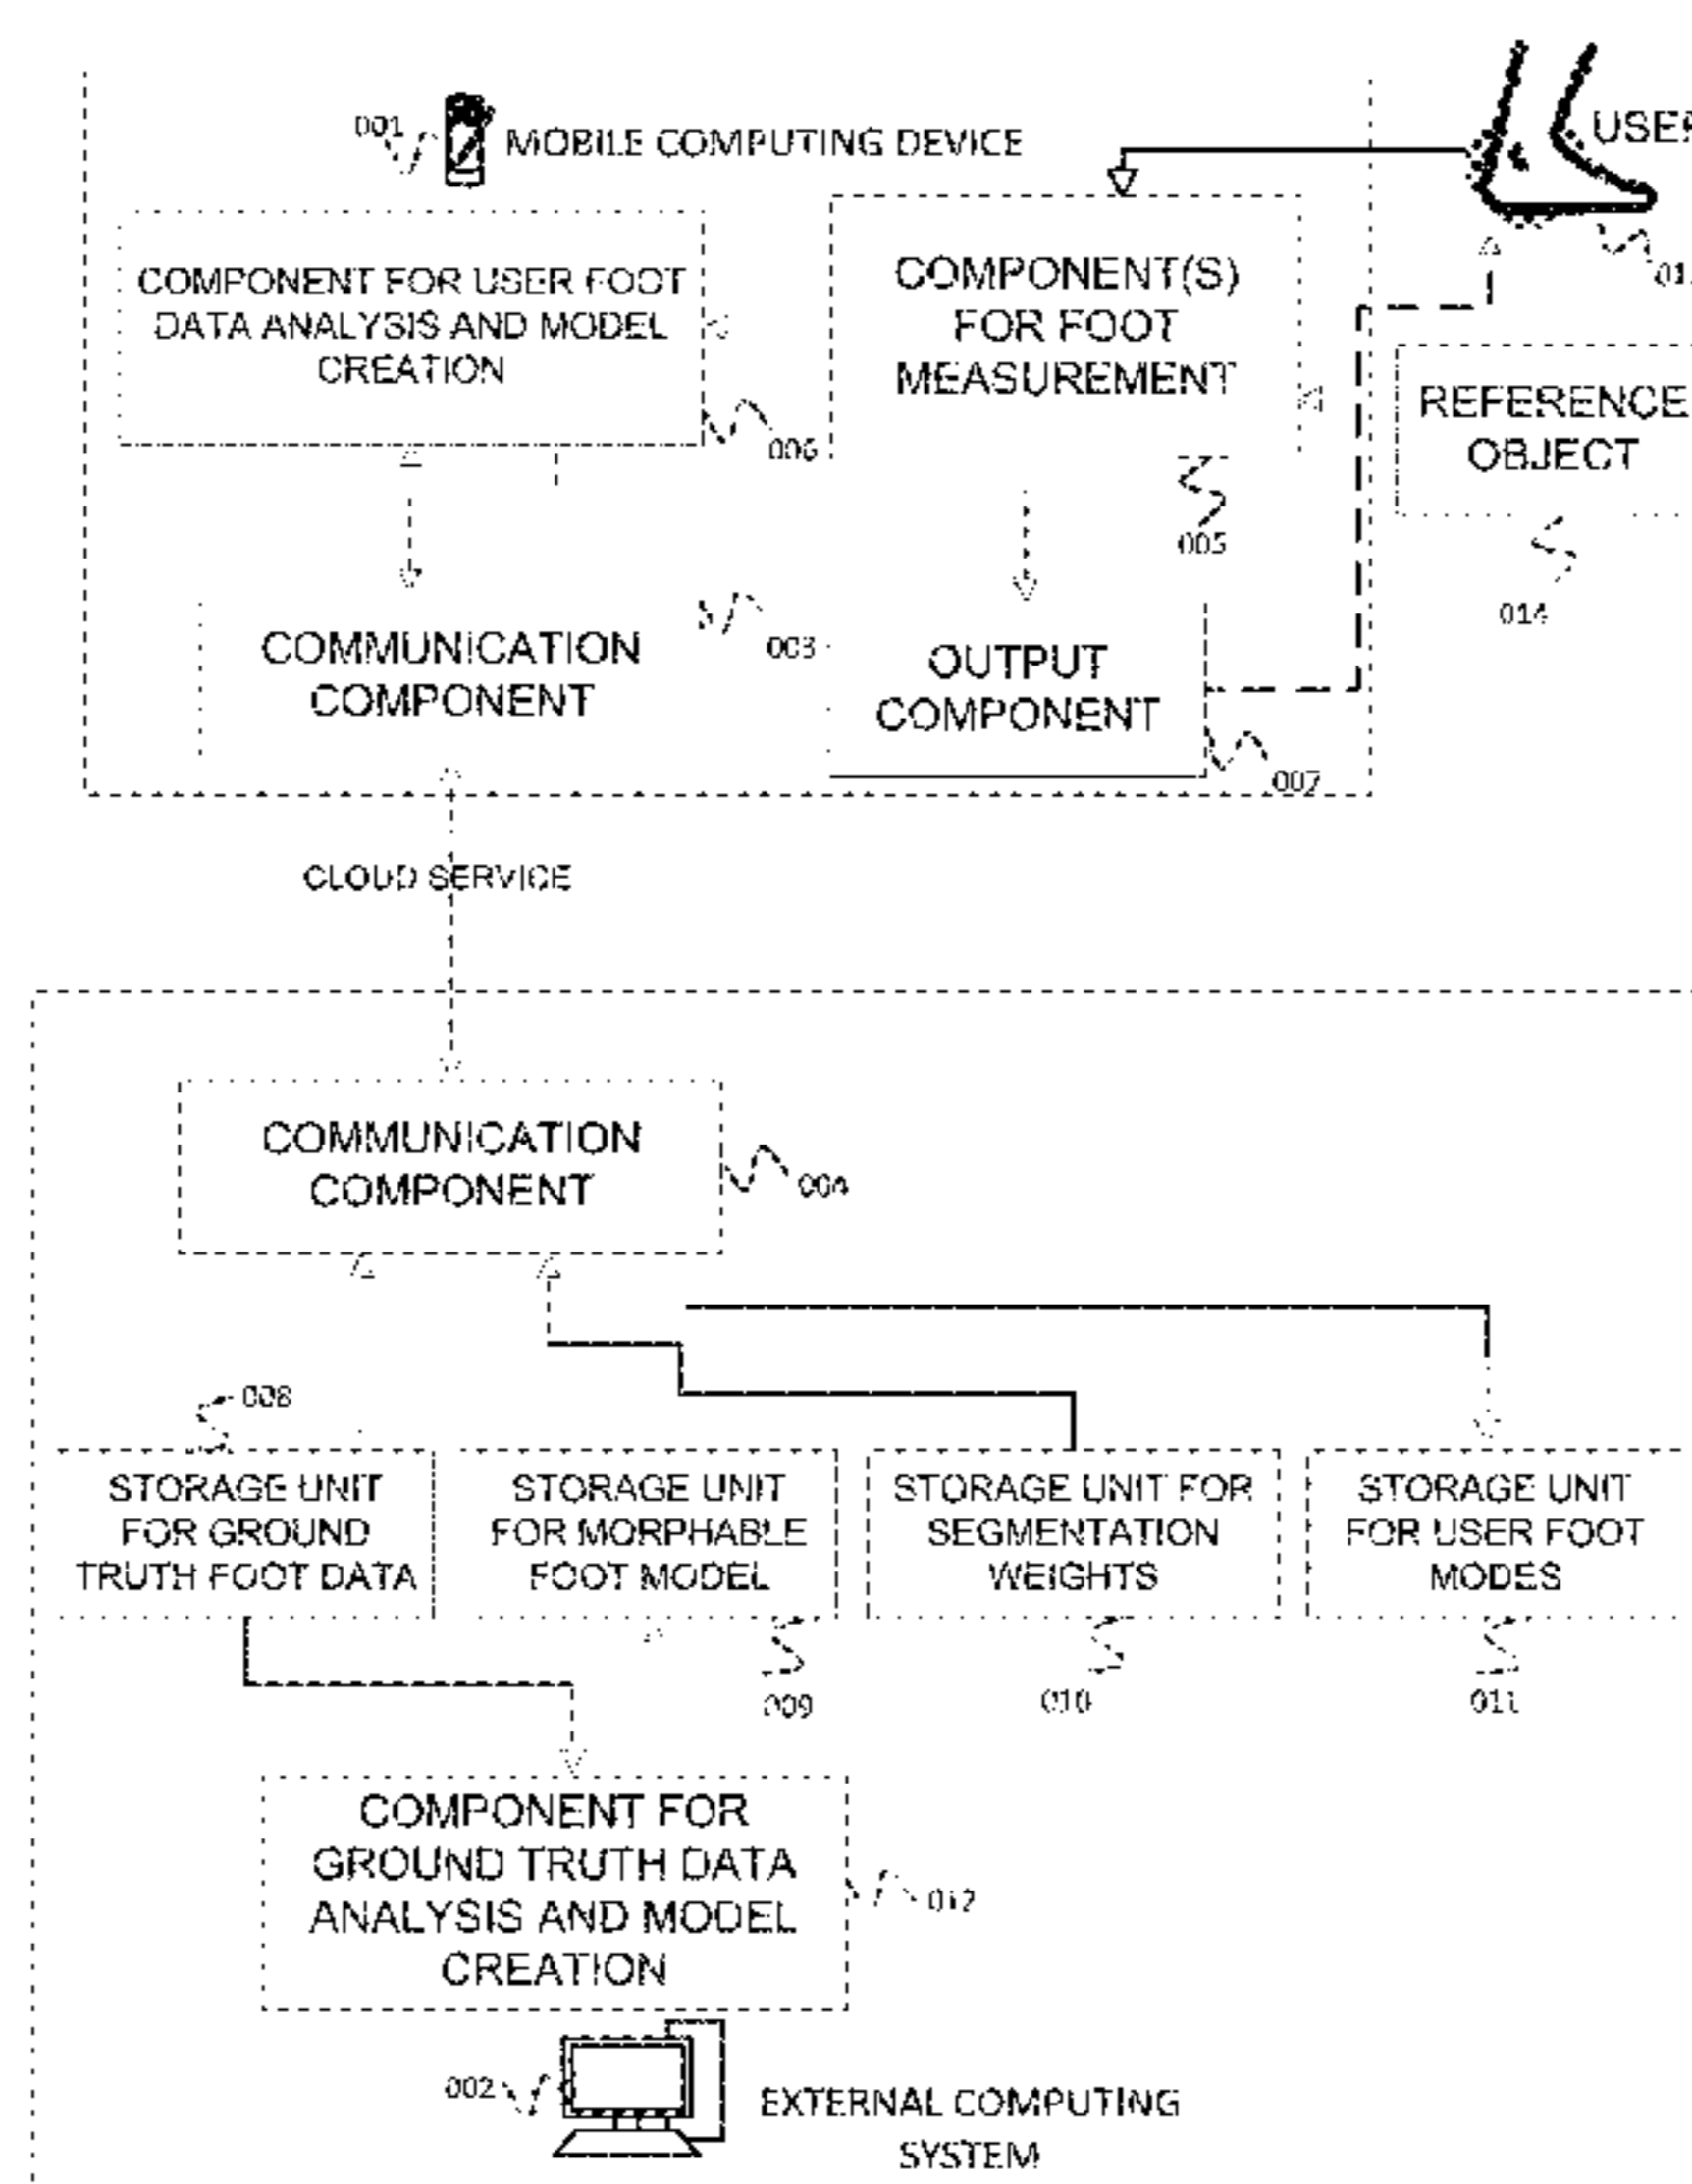 001
MOBILE COMPUTING DEVICE
COMPONENT FOR USER FOOT
DATA ANALYSIS AND MODEL
CREATION
006
COMPONENT(S)
FOR FOOT
MEASUREMENT
005
REFERENCE
OBJECT
014
COMMUNICATION
COMPONENT
003
OUTPUT
COMPONENT
007
CLOUD SERVICE
COMMUNICATION
COMPONENT
004
008
STORAGE UNIT
FOR GROUND
TRUTH FOOT DATA
STORAGE UNIT
FOR MORPHABLE
FOOT MODEL
009
STORAGE UNIT FOR
SEGMENTATION
WEIGHTS
010
STORAGE UNIT
FOR USER FOOT
MODES
011
COMPONENT FOR
GROUND TRUTH DATA
ANALYSIS AND MODEL
CREATION
012
002
EXTERNAL COMPUTING
SYSTEM